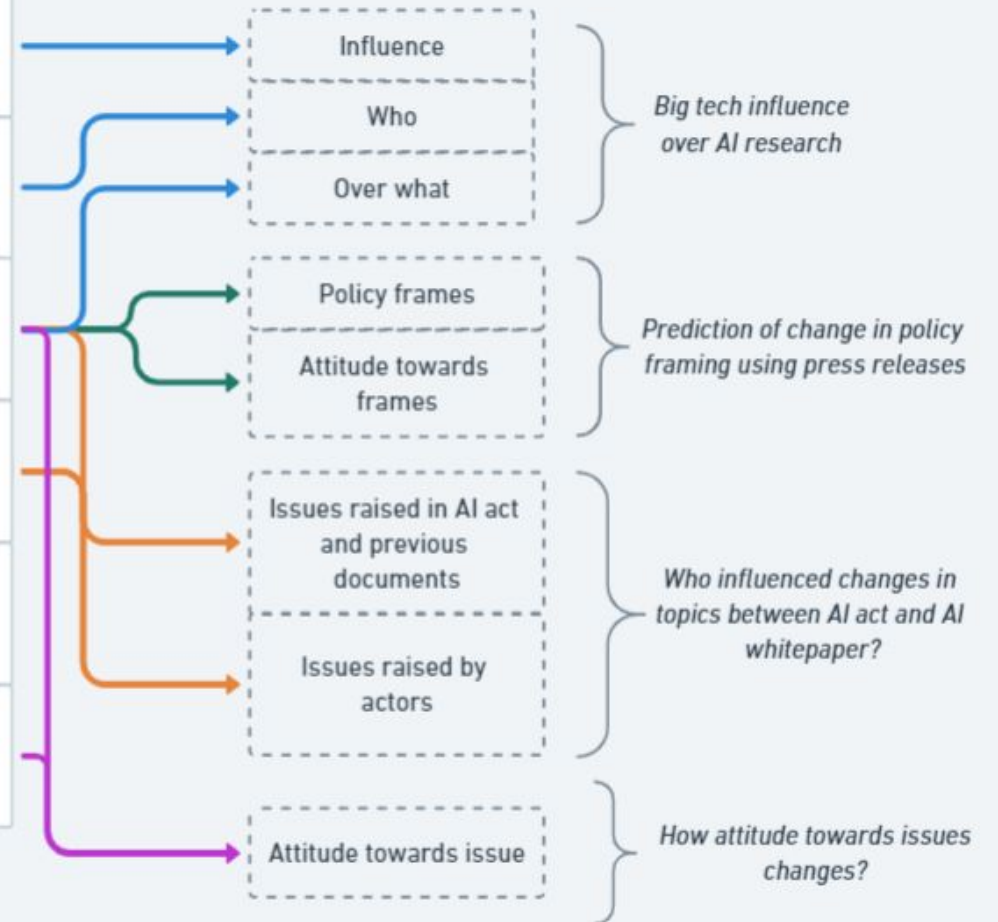 Influence
Who
Over what
Big tech influence
over AI research
Policy frames
Attitude towards
frames
Prediction of change in policy
framing using press releases
Issues raised in AI act
and previous
documents
Issues raised by
actors
Who influenced changes in
topics between AI act and AI
whitepaper?
Attitude towards issue
How attitude towards issues
changes?